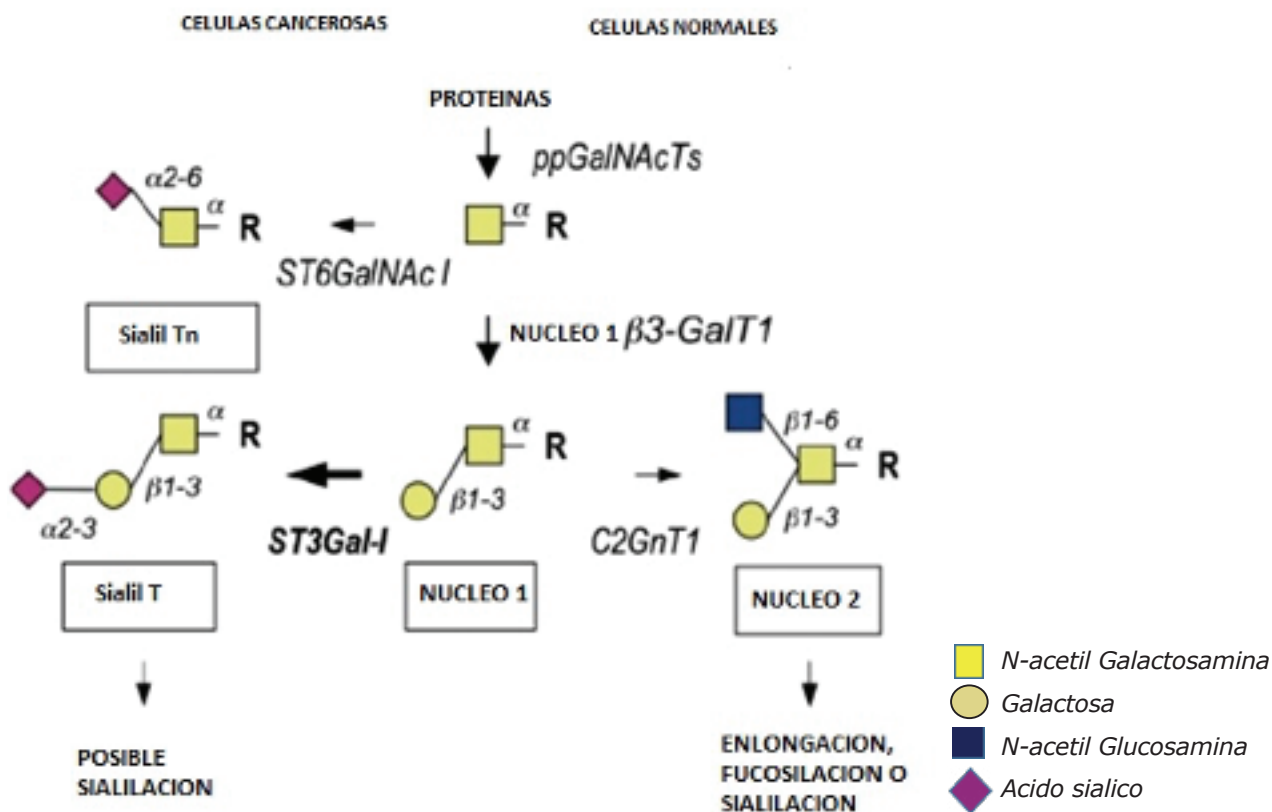 CELULAS CANCEROSAS
CELULAS NORMALES
PROTEINAS
ppGalNAcTs
α2-6
α
R
ST6GalNAc I
α
R
Sialil Tn
NUCLEO 1 β3-GalT1
α
R
β1-3
α2-3
ST3Gal-I
α
R
β1-3
C2GnT1
β1-6
α
R
β1-3
Sialil T
NUCLEO 1
NUCLEO 2
POSIBLE
SIALILACION
ENLONGACION,
FUCOSILACION O
SIALILACION
N-acetil Galactosamina
Galactosa
N-acetil Glucosamina
Acido sialico